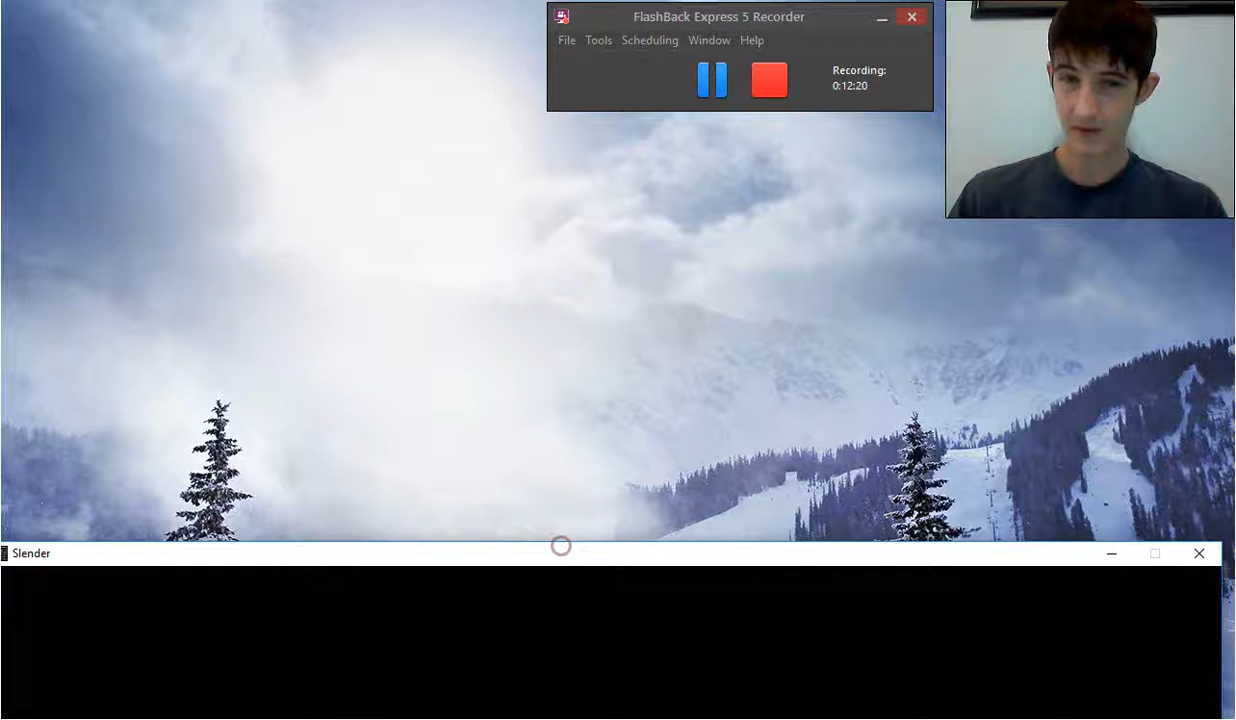 FlashBack Express 5 Recorder
File Tools Scheduling Window Help
Recording:
0:12:20
Slender